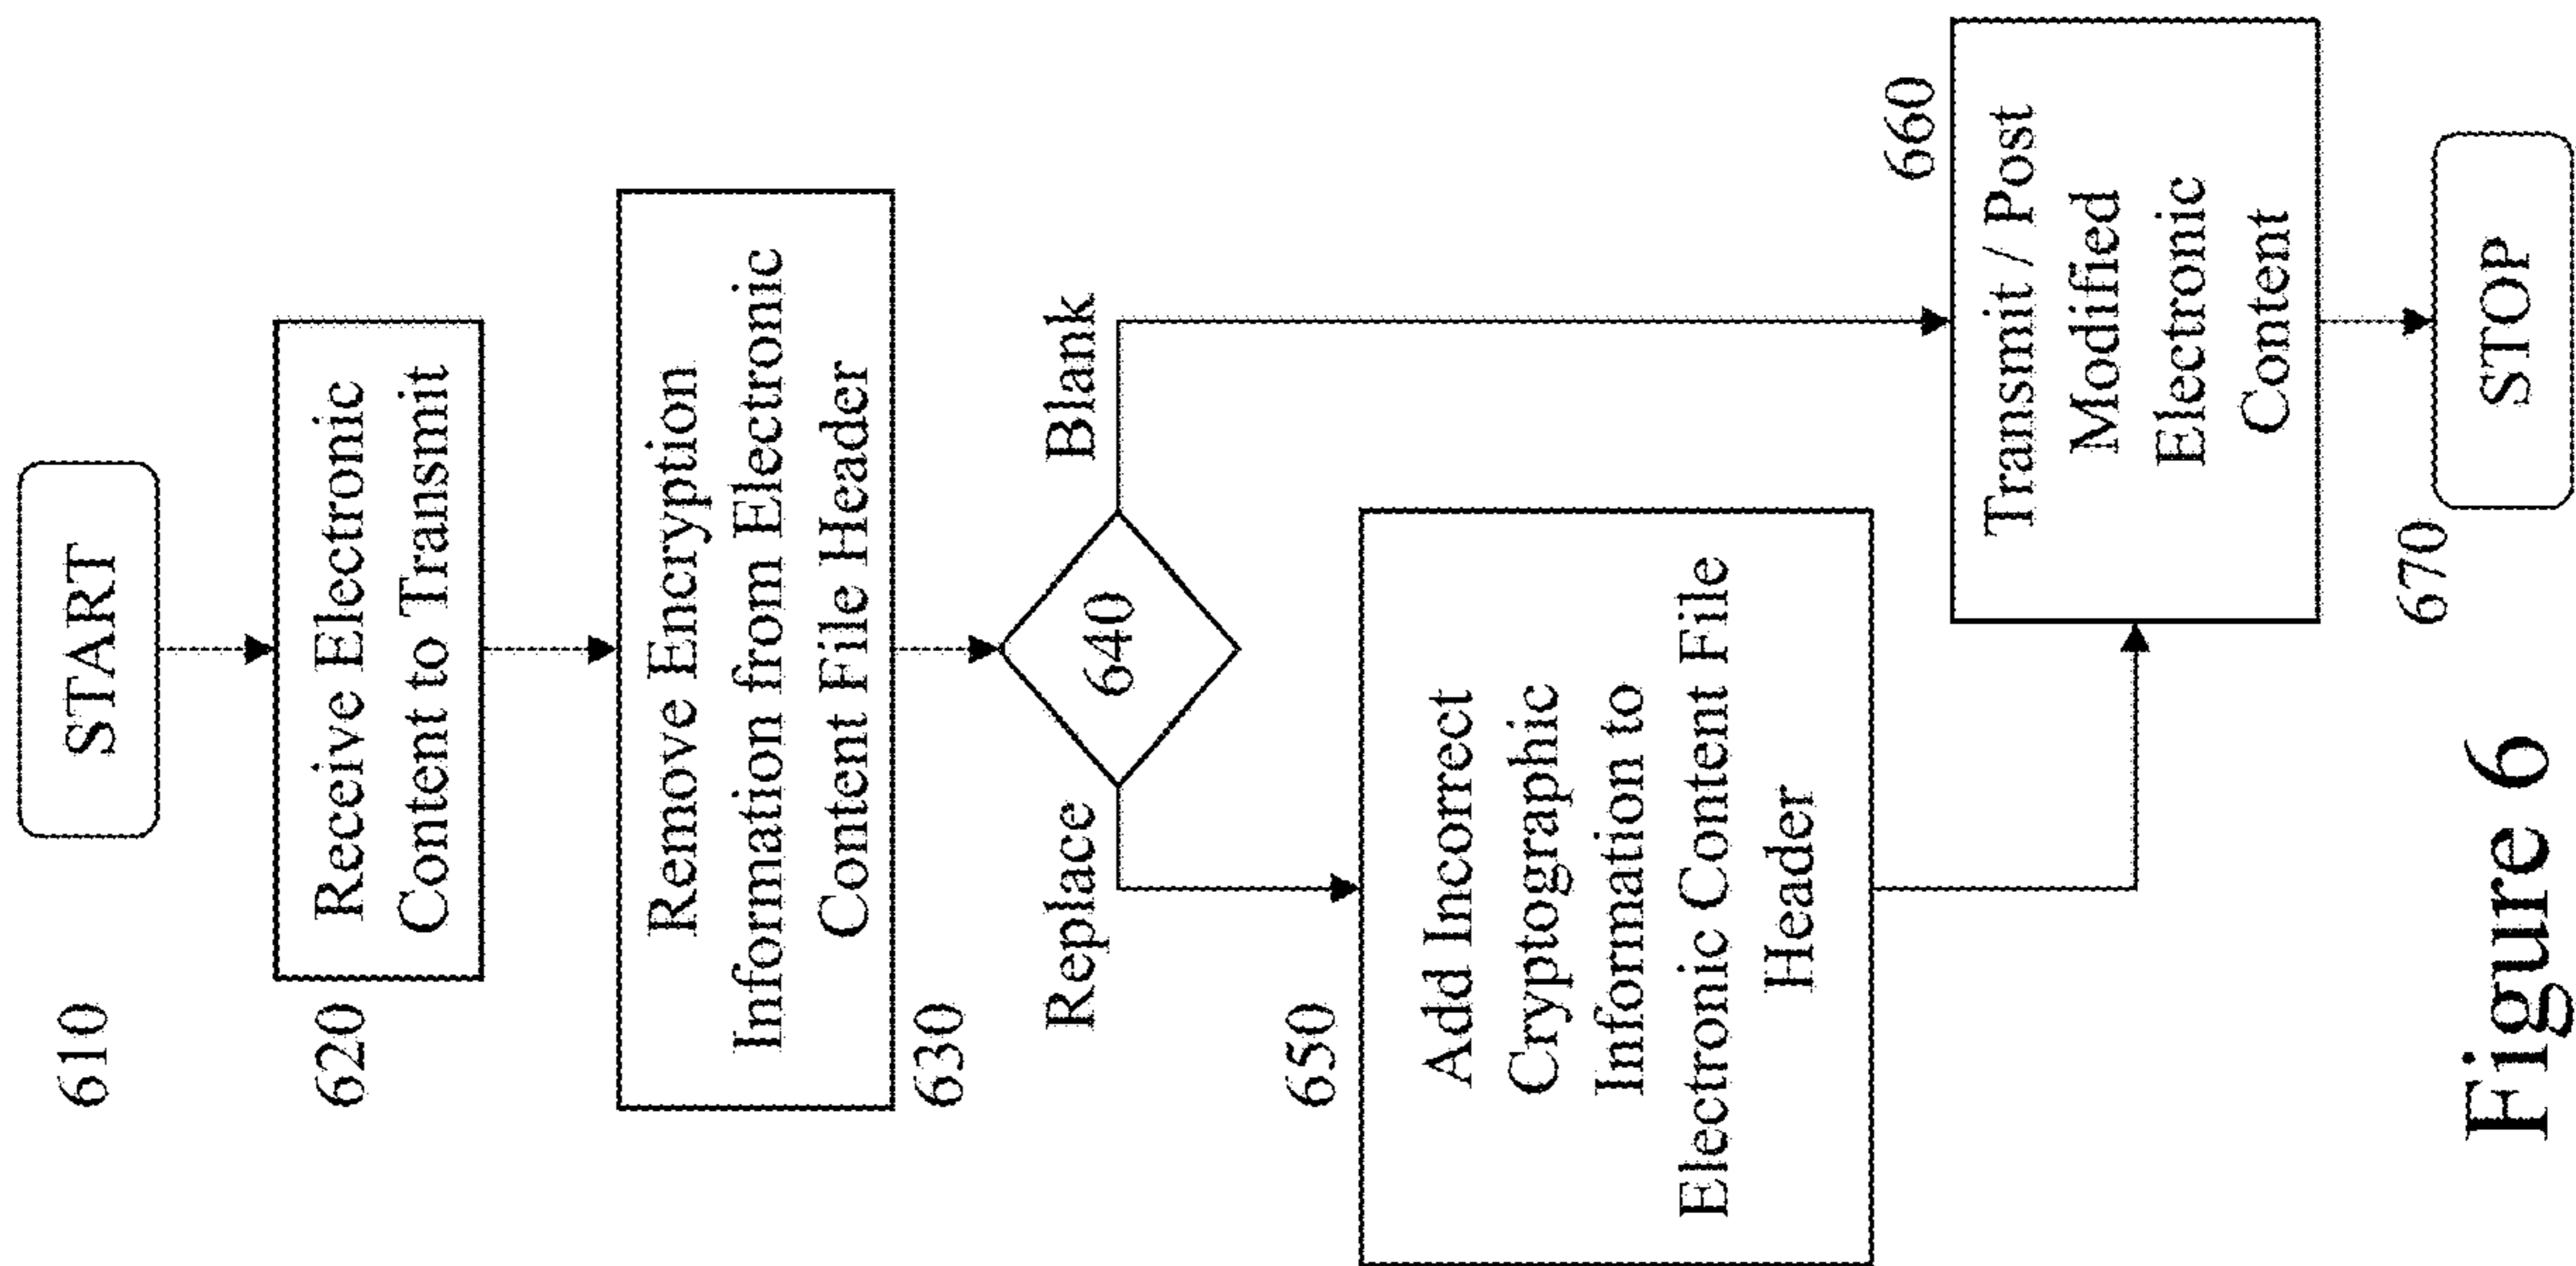 610
START
620
Receive Electronic
Content to Transmit
Remove Encryption
Information from Electronic
Content File Header
630
640
Replace
Blank
650
Add Incorrect
Cryptographic
Information to
Electronic Content File
Header
660
Transmit / Post
Modified
Electronic
Content
670
STOP
Figure 6